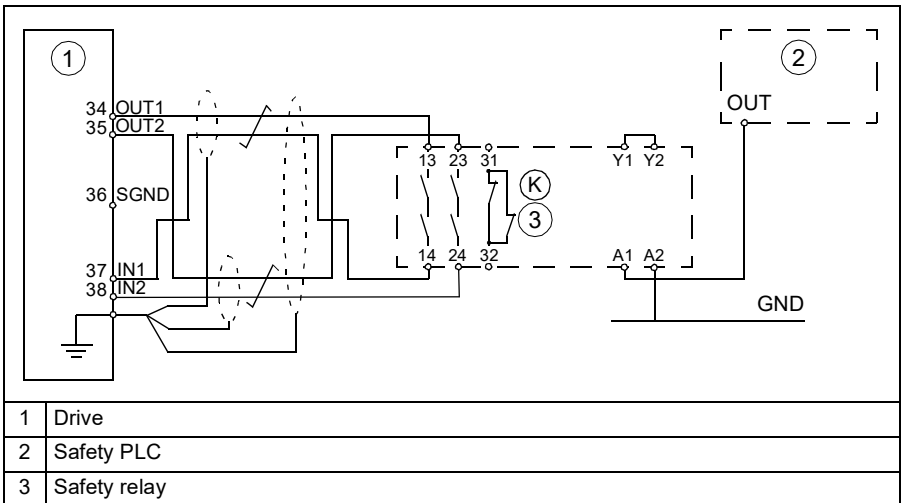 1
2
OUT
34 OUT1
35 OUT2
13 23 31 Y1 Y2
K
36 SGND
3
14 24 32 A1 A2
37 IN1
38 IN2
GND
1 Drive
2 Safety PLC
3 Safety relay